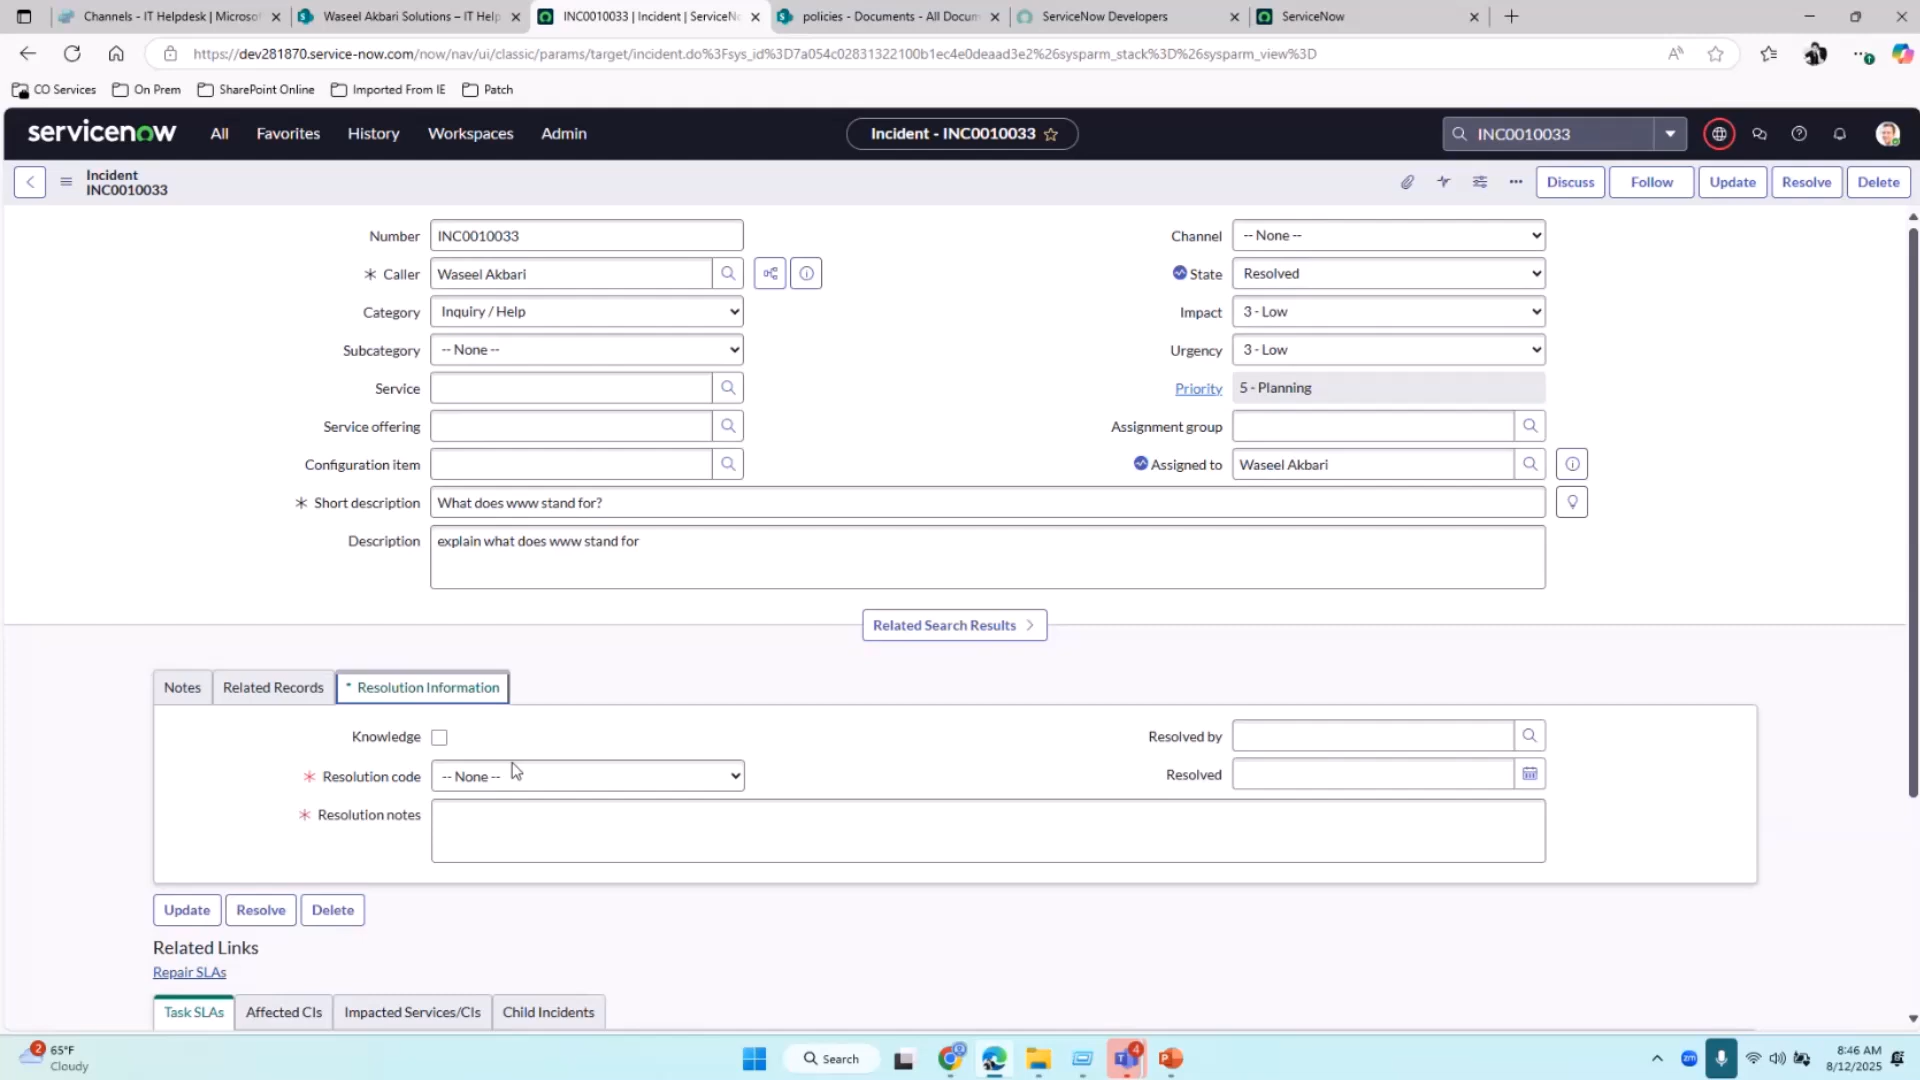 Channels - IT Helpdesk | Microsof
Waseel Akbari Solutions – IT Help
INC0010033 | Incident | ServiceNo
policies - Documents - All Docum
ServiceNow Developers
ServiceNow
https://dev281870.service-now.com/now/nav/ui/classic/params/target/incident.do%3Fsys_id%3D7a054c02831322100b1ec4e0deaad3e2%26sysparm_stack%3D%26sysparm_view%3D
CO Services
On Prem
SharePoint Online
Imported From IE
Patch
servicenow
All
Favorites
History
Workspaces
Admin
Incident - INC0010033
INC0010033
Incident
INC0010033
Discuss
Follow
Update
Resolve
Delete
Number
INC0010033
Channel
-- None --
* Caller
Waseel Akbari
State
Resolved
Category
Inquiry / Help
Impact
3 - Low
Subcategory
-- None --
Urgency
3 - Low
Service
Priority
5 - Planning
Service offering
Assignment group
Configuration item
Assigned to
Waseel Akbari
* Short description
What does www stand for?
Description
explain what does www stand for
Related Search Results
Notes
Related Records
* Resolution Information
Knowledge
Resolved by
* Resolution code
-- None --
Resolved
* Resolution notes
Update
Resolve
Delete
Related Links
Repair SLAs
Task SLAs
Affected CIs
Impacted Services/CIs
Child Incidents
2
65°F
Cloudy
Search
4
zm
8:46 AM
8/12/2025